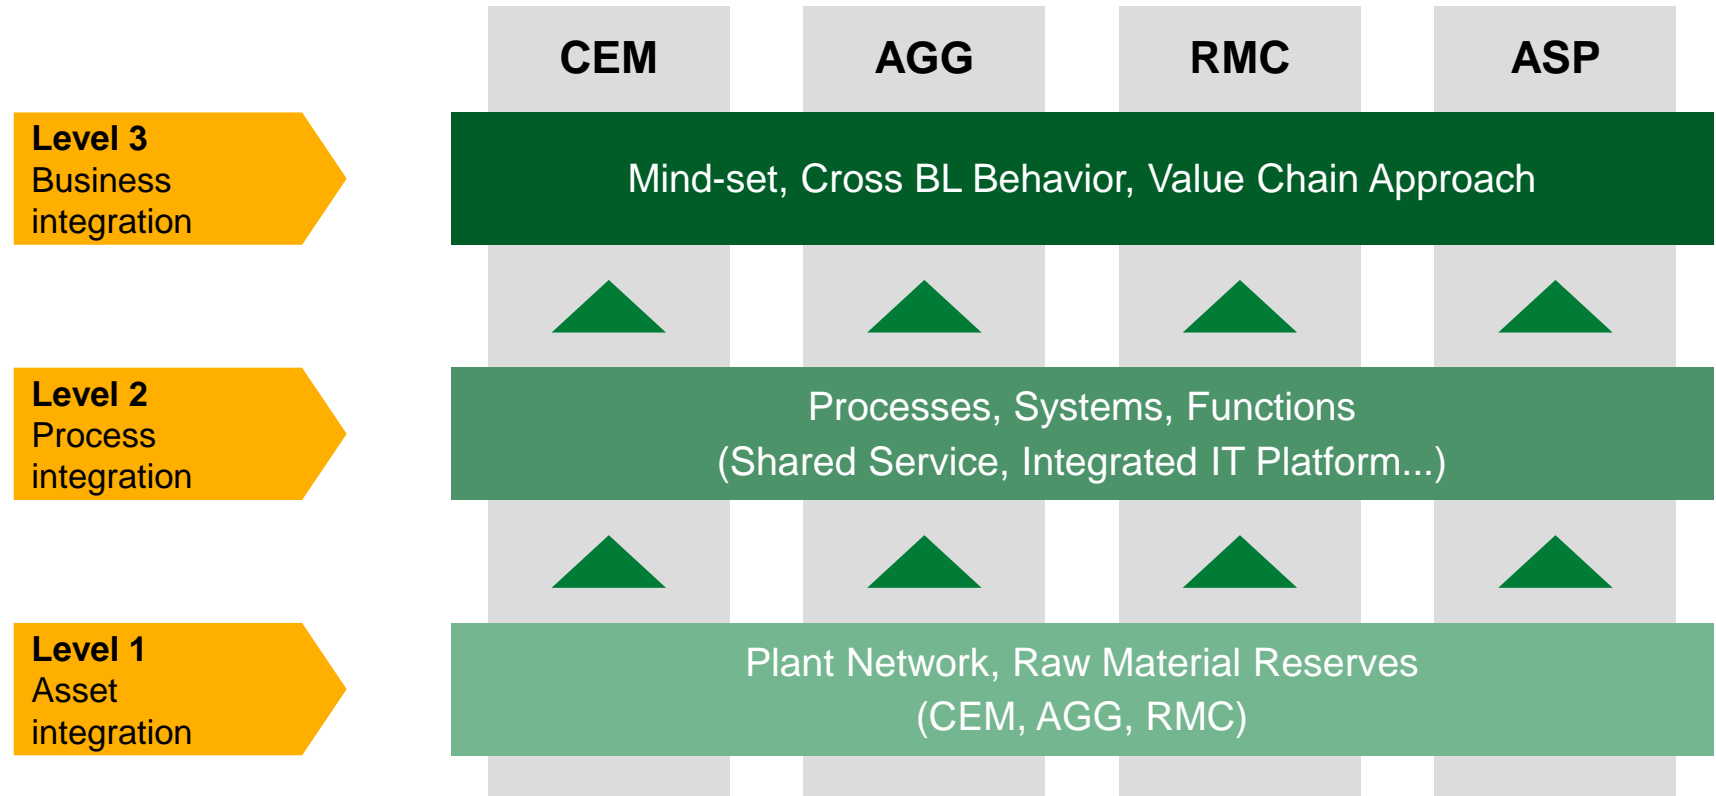 CEM
AGG
RMC
ASP
Level 3
Business
integration
Mind-set, Cross BL Behavior, Value Chain Approach
Level 2
Process
integration
Processes, Systems, Functions
(Shared Service, Integrated IT Platform...)
Level 1
Asset
integration
Plant Network, Raw Material Reserves
(CEM, AGG, RMC)